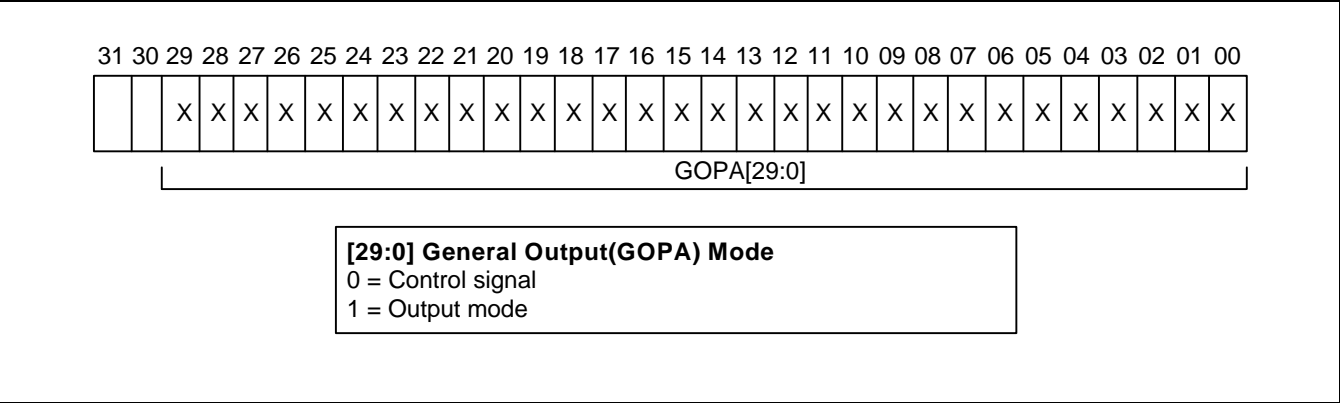 31 30 29 28 27 26 25 24 23 22 21 20 19 18 17 16 15 14 13 12 11 10 09 08 07 06 05 04 03 02 01 00
X X X X X X X X X X X X X X X X X X X X X X X X X X X X X X
GOPA[29:0]
[29:0] General Output(GOPA) Mode
0 = Control signal
1 = Output mode